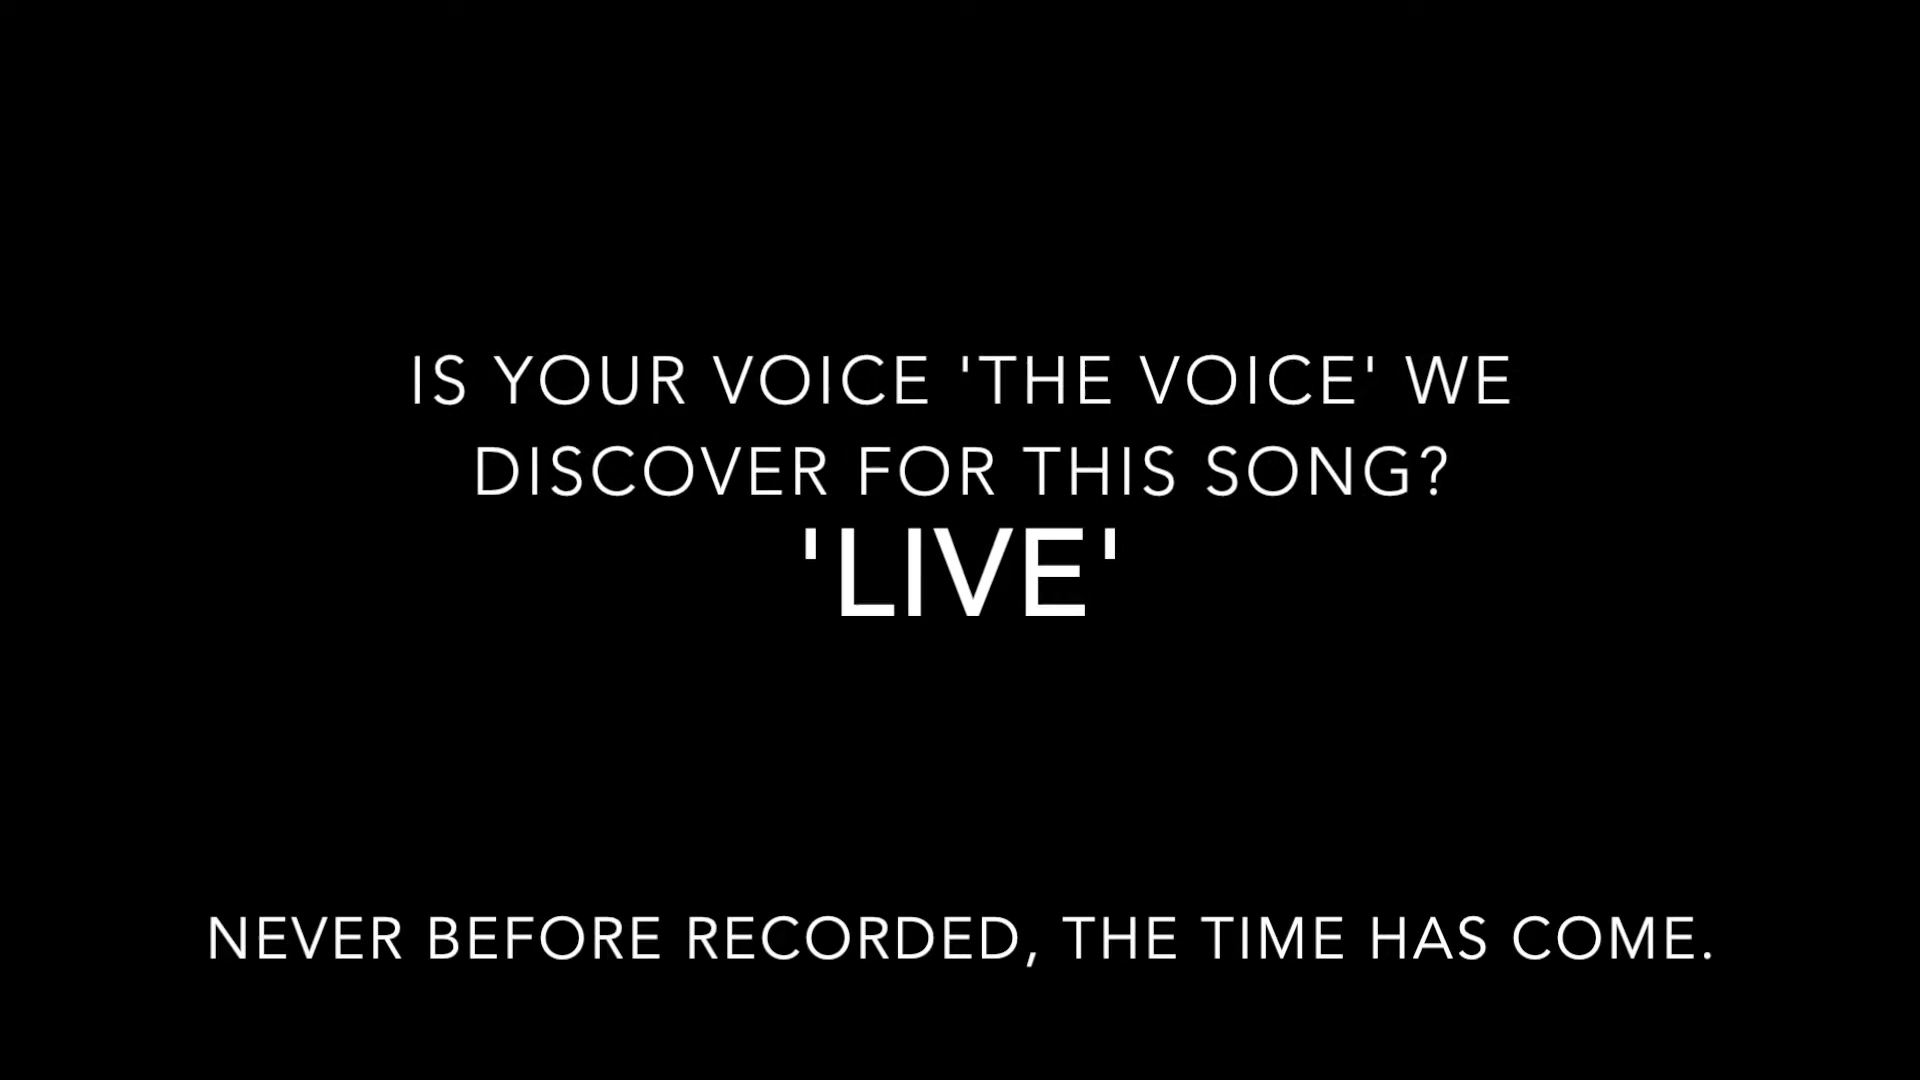 IS YOUR VOICE 'THE VOICE' WE
DISCOVER FOR THIS SONG?
'LIVE'
NEVER BEFORE RECORDED, THE TIME HAS COME.